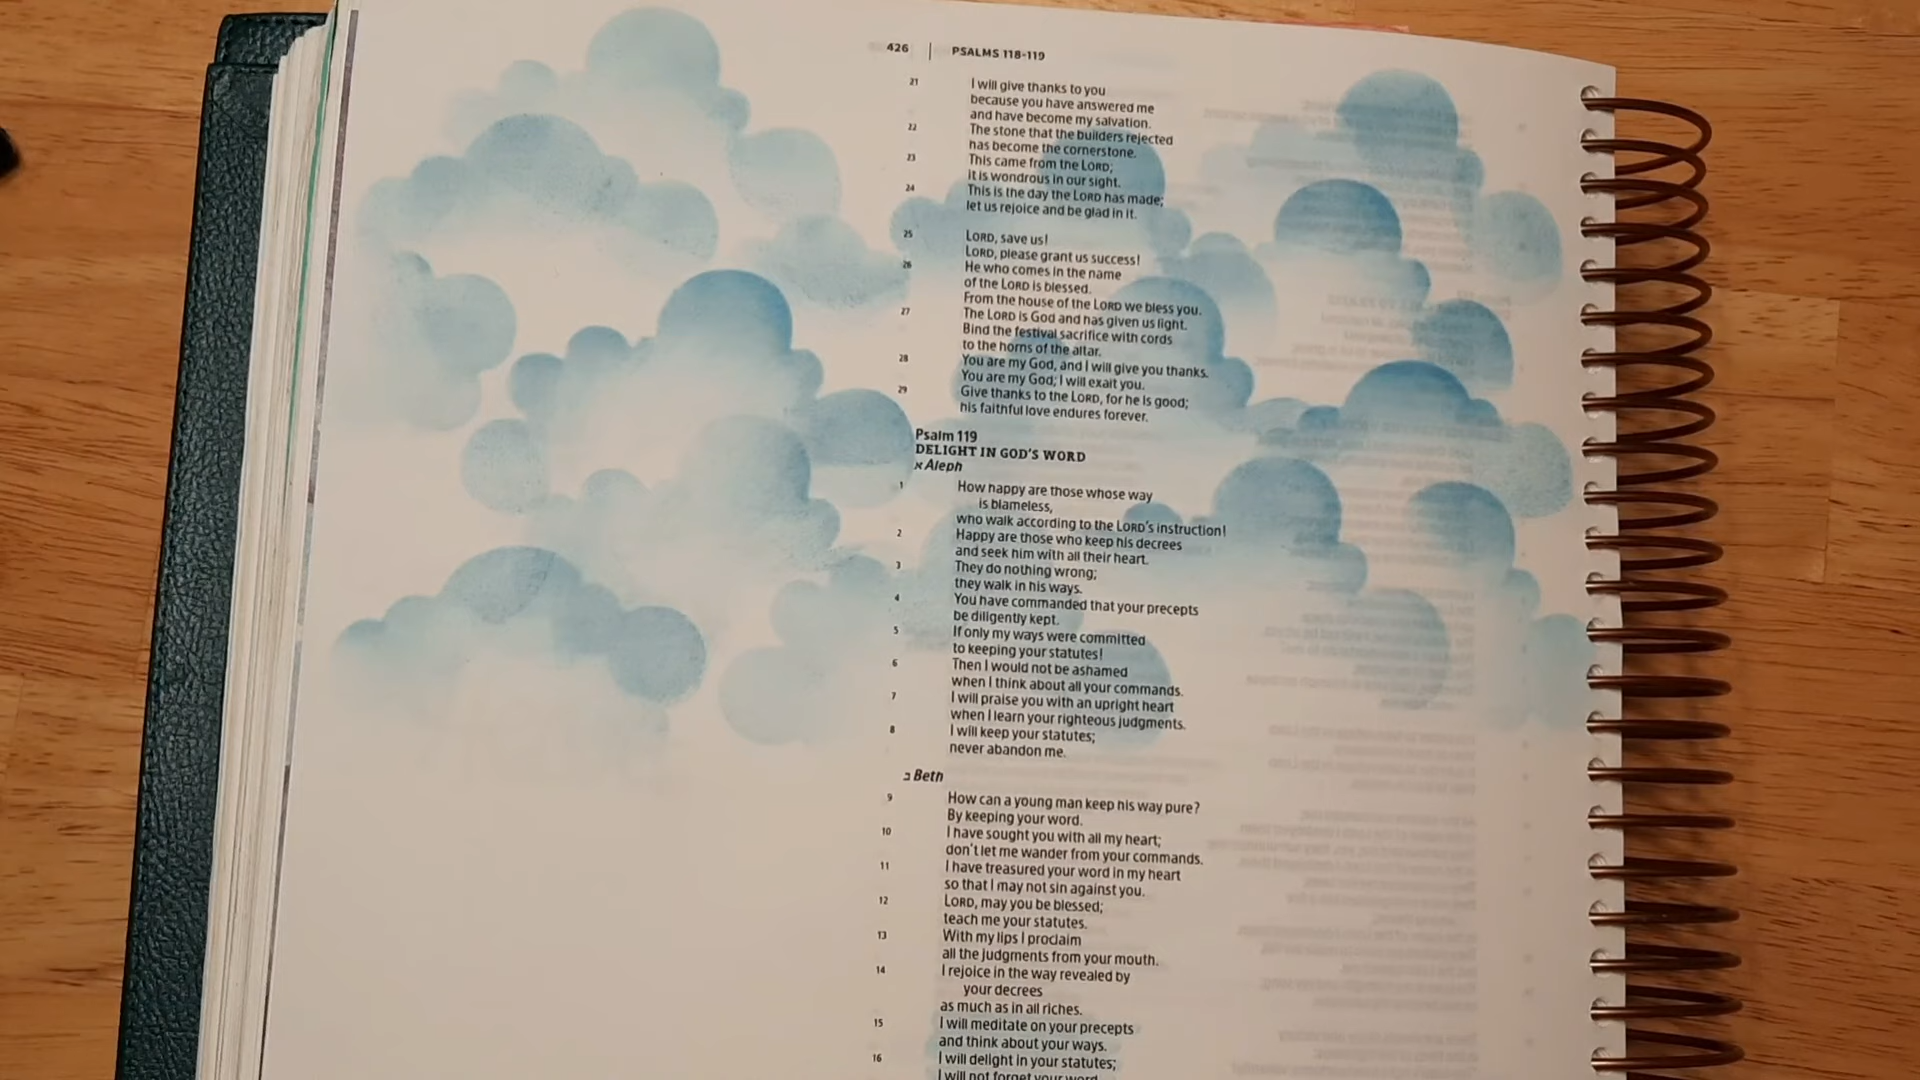 426 | PSALMS 118-119
21 I will give thanks to you
because you have answered me
and have become my salvation.
22 The stone that the builders rejected
has become the cornerstone.
23 This came from the LORD;
it is wondrous in our sight.
24 This is the day the LORD has made;
let us rejoice and be glad in it.
25 LORD, save us!
LORD, please grant us success!
26 He who comes in the name
of the LORD is blessed.
From the house of the LORD we bless you.
27 The LORD is God and has given us light.
Bind the festival sacrifice with cords
to the horns of the altar.
28 You are my God, and I will give you thanks.
You are my God; I will exalt you.
29 Give thanks to the LORD, for he is good;
his faithful love endures forever.
Psalm 119
DELIGHT IN GOD'S WORD
א Aleph
1 How happy are those whose way
is blameless,
who walk according to the LORD's instruction!
2 Happy are those who keep his decrees
and seek him with all their heart.
3 They do nothing wrong;
they walk in his ways.
4 You have commanded that your precepts
be diligently kept.
5 If only my ways were committed
to keeping your statutes!
6 Then I would not be ashamed
when I think about all your commands.
7 I will praise you with an upright heart
when I learn your righteous judgments.
8 I will keep your statutes;
never abandon me.
ב Beth
9 How can a young man keep his way pure?
By keeping your word.
10 I have sought you with all my heart;
don't let me wander from your commands.
11 I have treasured your word in my heart
so that I may not sin against you.
12 LORD, may you be blessed;
teach me your statutes.
13 With my lips I proclaim
all the judgments from your mouth.
14 I rejoice in the way revealed by
your decrees
as much as in all riches.
15 I will meditate on your precepts
and think about your ways.
16 I will delight in your statutes;
I will not forget your word.